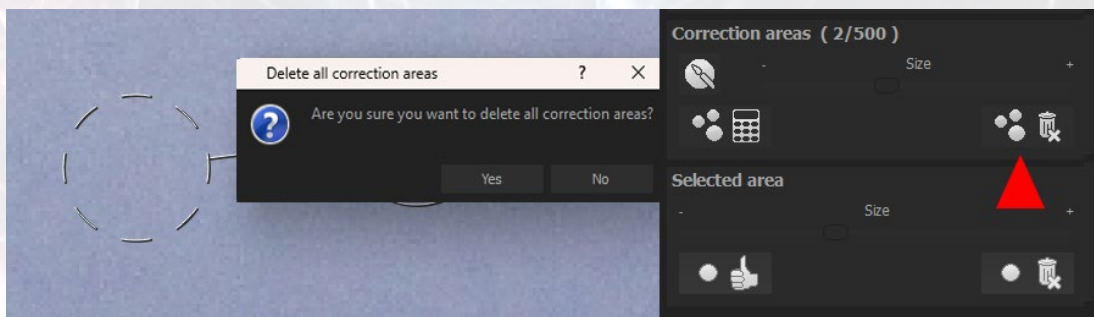 Delete all correction areas ? X
Are you sure you want to delete all correction areas?
Yes No
Correction areas ( 2/500 )
- Size +
Selected area
- Size +